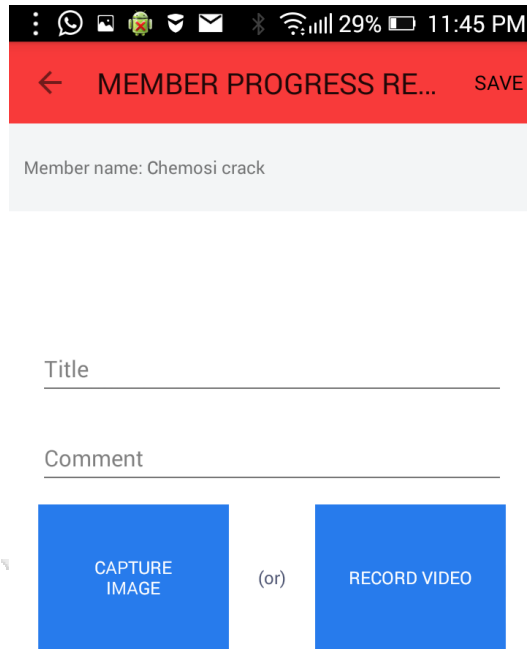 29% 11:45 PM
MEMBER PROGRESS RE... SAVE
Member name: Chemosi crack
Title
Comment
CAPTURE
IMAGE
(or)
RECORD VIDEO